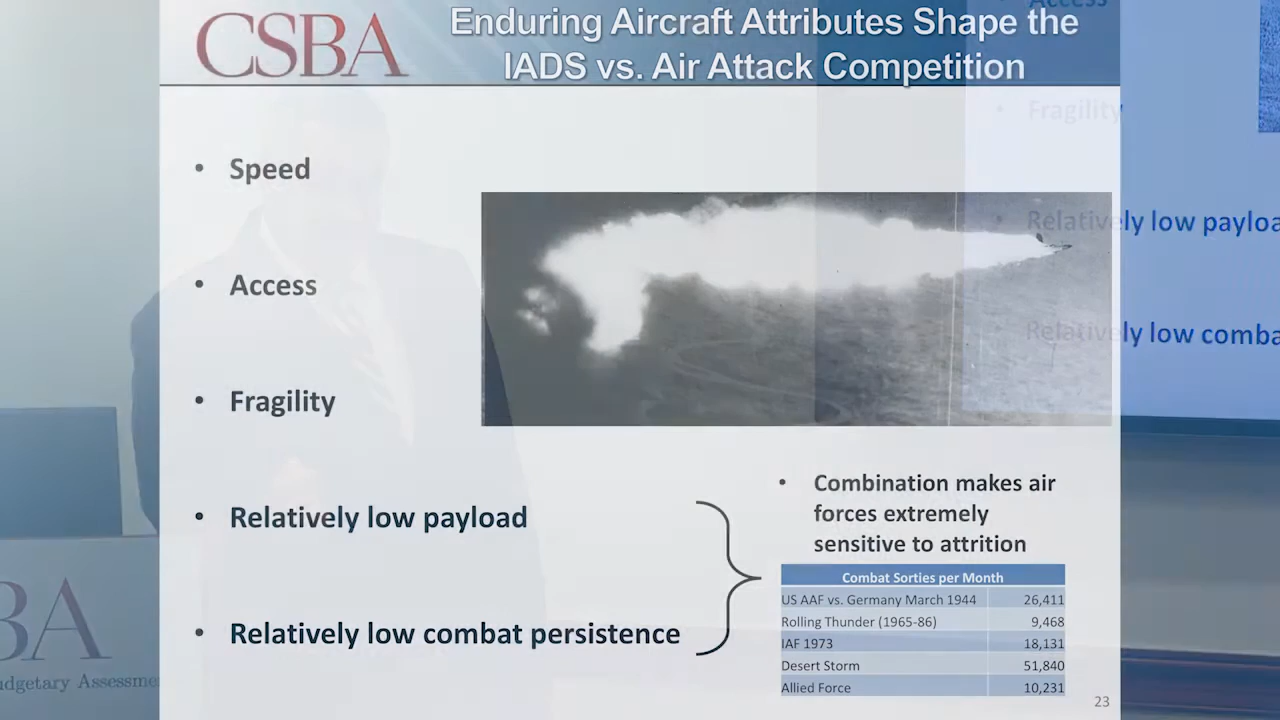 CSBA
Enduring Aircraft Attributes Shape the
IADS vs. Air Attack Competition
Access
• Speed
• Fragility
• Access
• Relatively low payloa
• Relatively low comba
• Fragility
• Combination makes air
forces extremely
sensitive to attrition
• Relatively low payload
• Relatively low combat persistence
Combat Sorties per Month
US AAF vs. Germany March 1944 26,411
Rolling Thunder (1965-86) 9,468
IAF 1973 18,131
Desert Storm 51,840
Allied Force 10,231
BA
dgetary Assessme
23